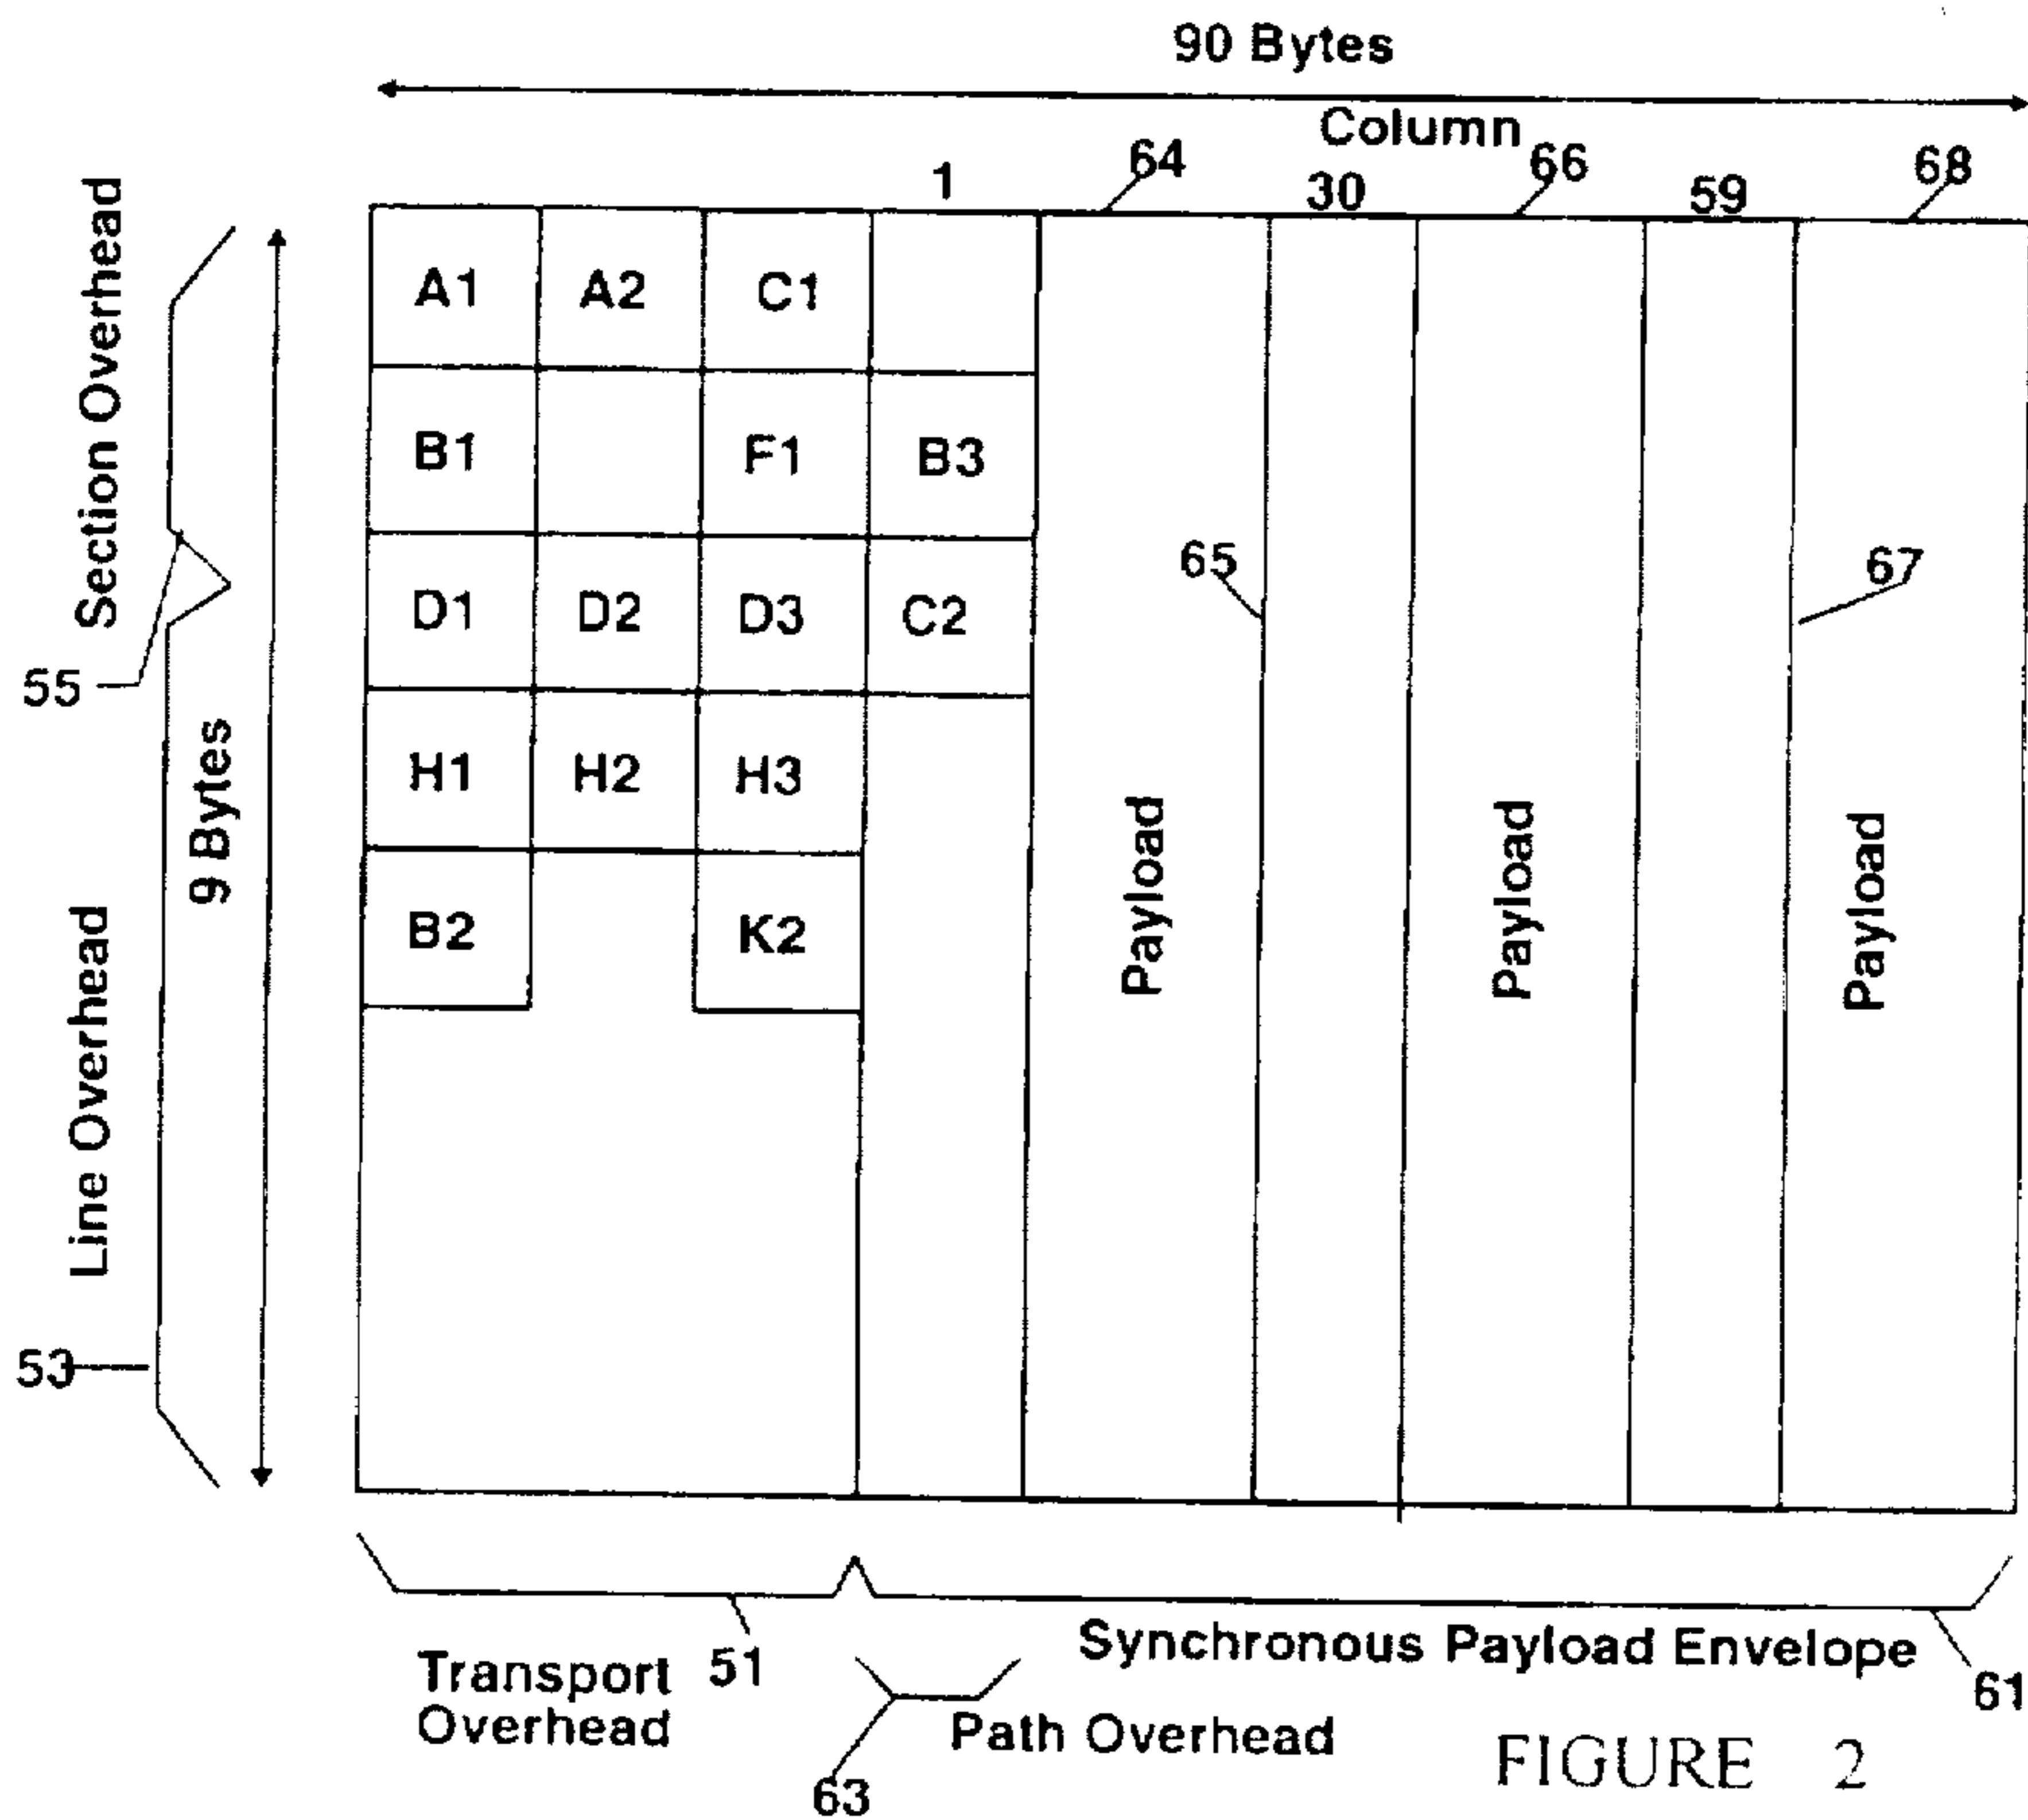 90 Bytes
Column
1 64 30 66 59 68
Section Overhead
55
9 Bytes
Line Overhead
53
A1 A2 C1
B1 F1 B3
D1 D2 D3 C2
H1 H2 H3
B2 K2
65
67
Payload
Payload
Payload
Transport
Overhead
51
Synchronous Payload Envelope
61
Path Overhead
63
FIGURE 2